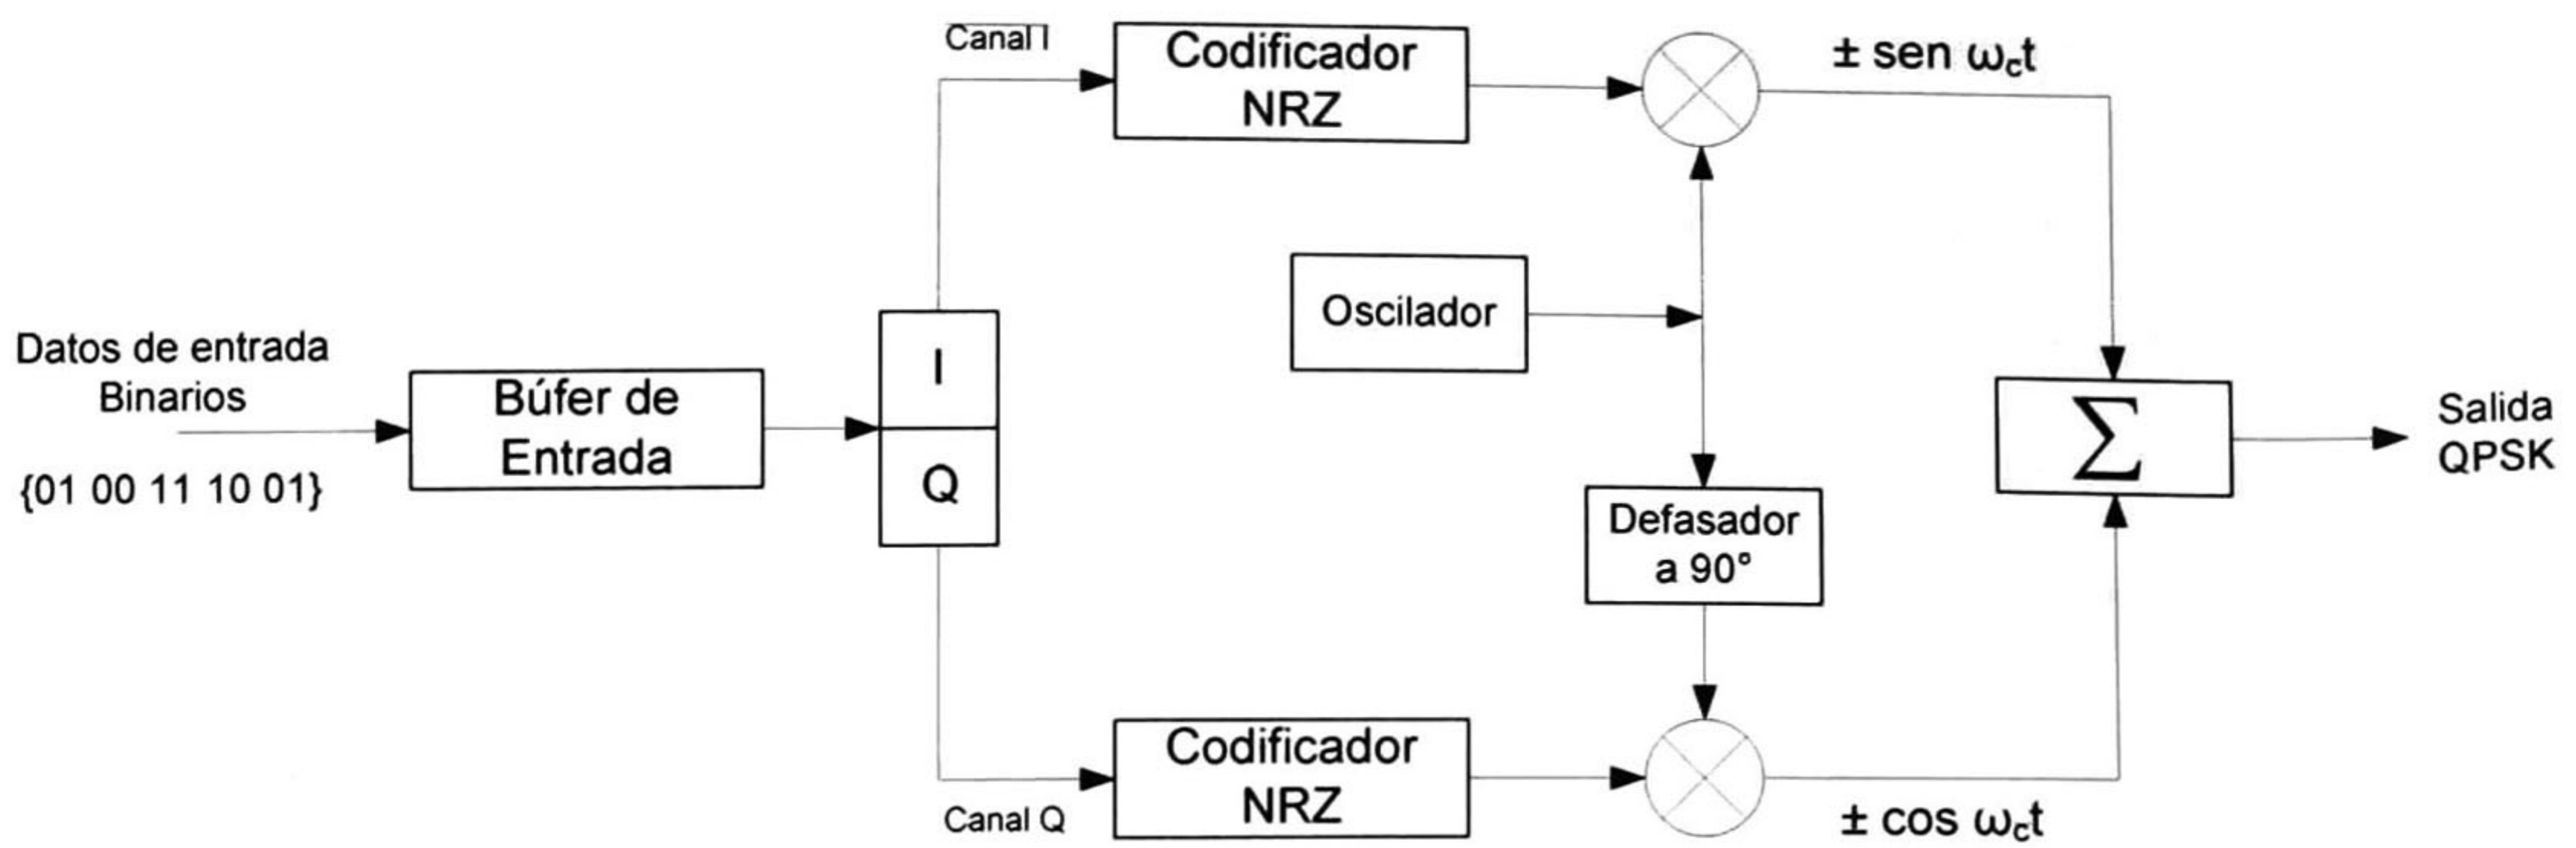 Canal I
Codificador
NRZ
± sen ωct
Oscilador
Datos de entrada
Binarios
{01 00 11 10 01}
Búfer de
Entrada
I
Q
Σ
Salida
QPSK
Defasador
a 90°
Canal Q
Codificador
NRZ
± cos ωct